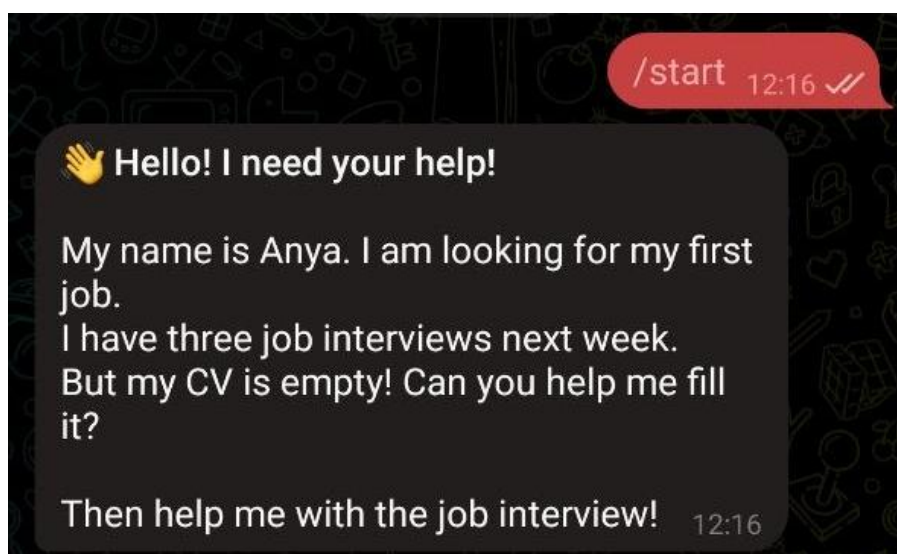 /start 12:16
👋 Hello! I need your help!
My name is Anya. I am looking for my first
job.
I have three job interviews next week.
But my CV is empty! Can you help me fill
it?
Then help me with the job interview! 12:16